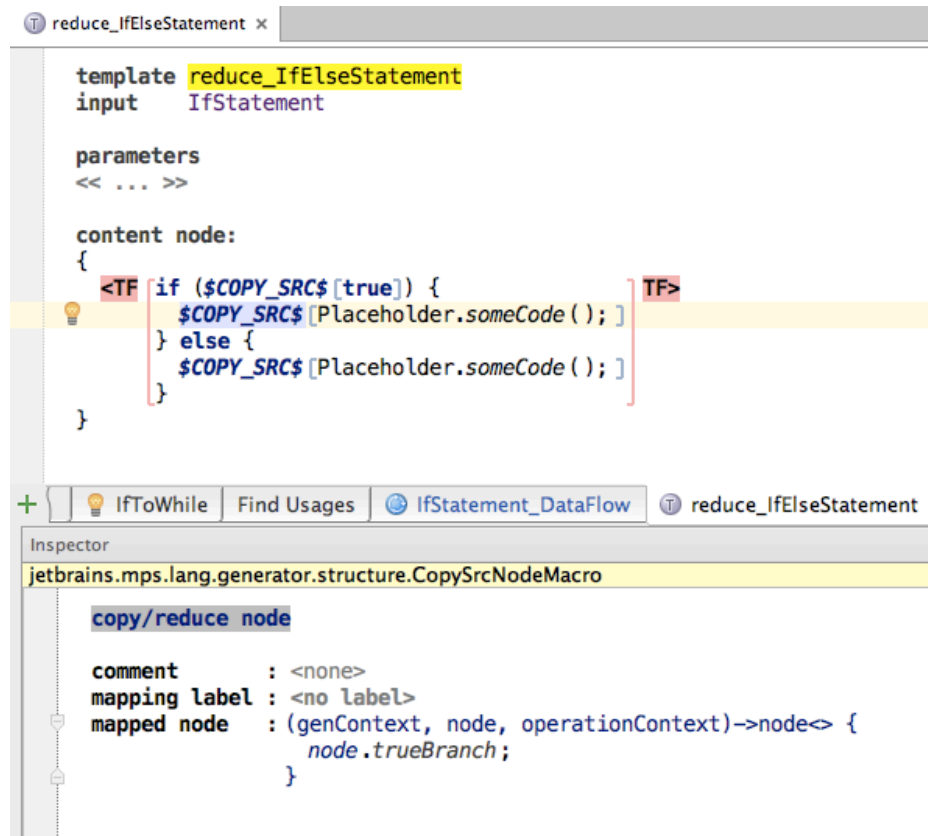 reduce_IfElseStatement ×
template reduce_IfElseStatement
input IfStatement
parameters
<< ... >>
content node:
{
<TF [if ($COPY_SRC$[true]) { ] TF>
$COPY_SRC$[Placeholder.someCode(); ]
} else {
$COPY_SRC$[Placeholder.someCode(); ]
}
}
IfToWhile Find Usages IfStatement_DataFlow reduce_IfElseStatement
Inspector
jetbrains.mps.lang.generator.structure.CopySrcNodeMacro
copy/reduce node
comment : <none>
mapping label : <no label>
mapped node : (genContext, node, operationContext)->node<> {
node.trueBranch;
}